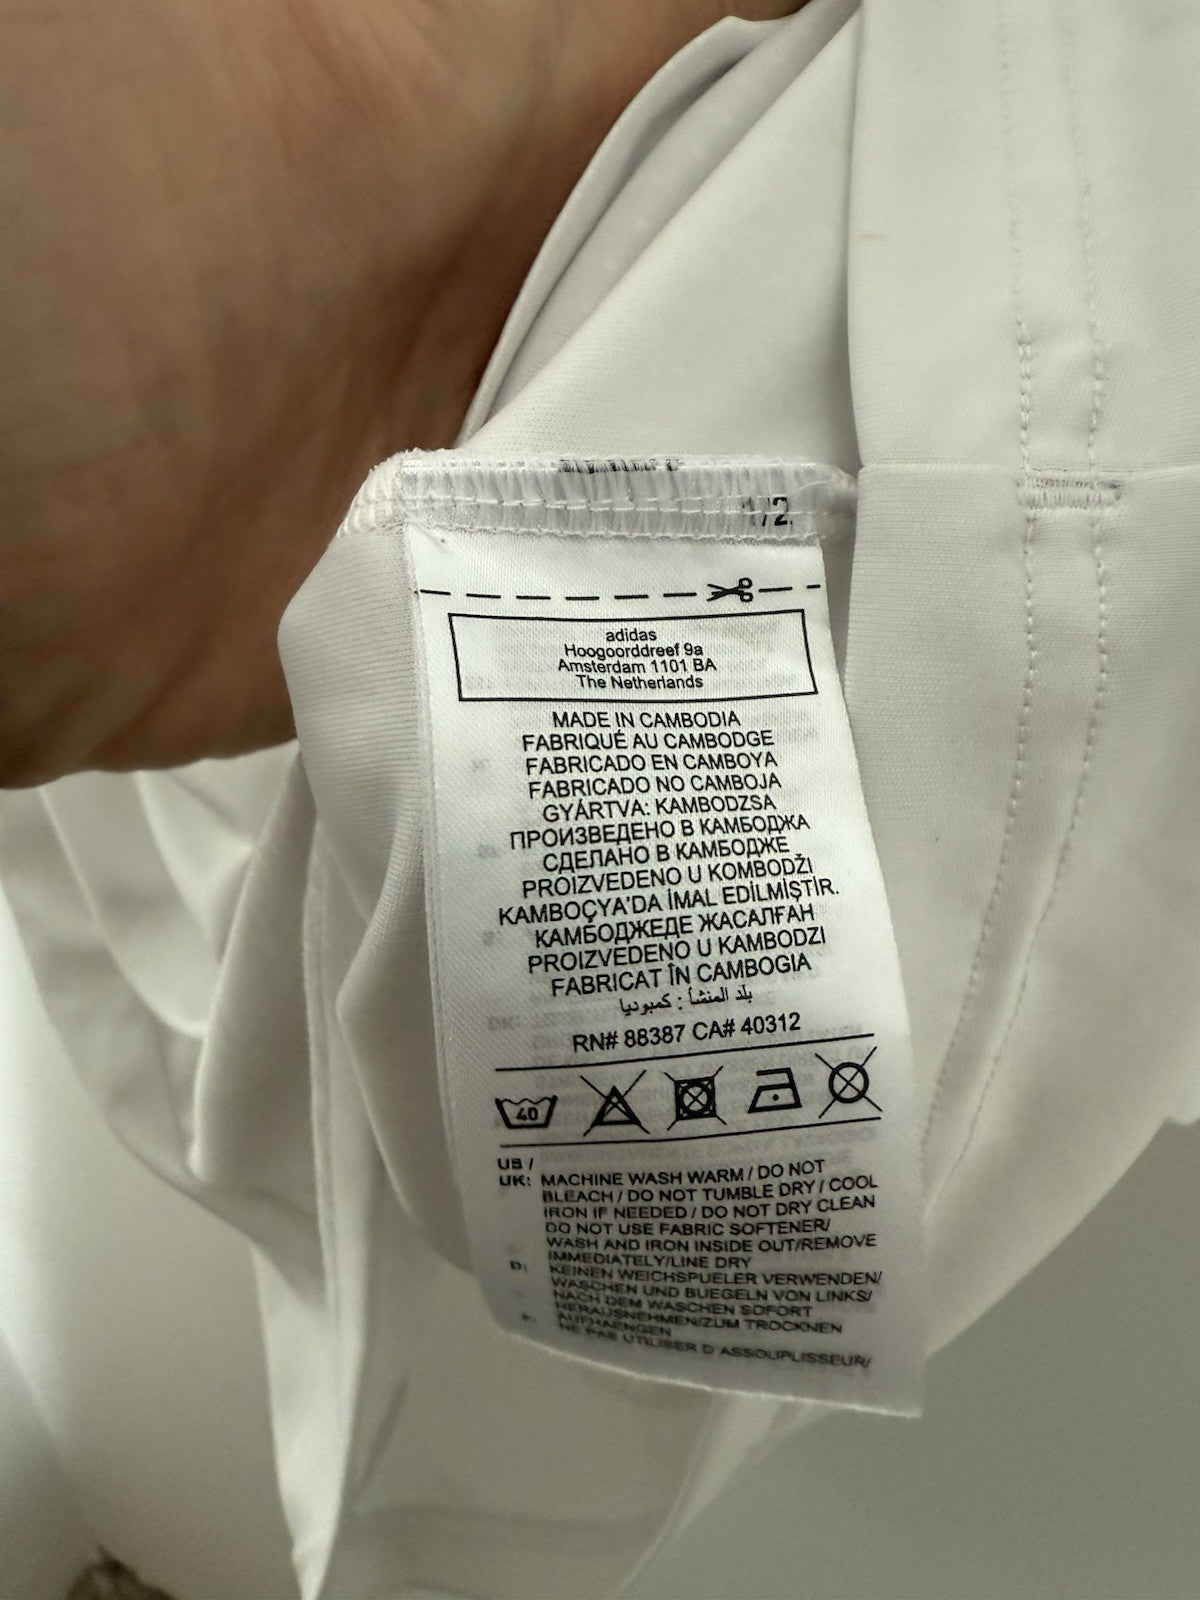 1/2
adidas
Hoogoorddreef 9a
Amsterdam 1101 BA
The Netherlands
MADE IN CAMBODIA
FABRIQUÉ AU CAMBODGE
FABRICADO EN CAMBOYA
FABRICADO NO CAMBOJA
GYÁRTVA: KAMBODZSA
ПРОИЗВЕДЕНО В КАМБОДЖА
СДЕЛАНО В КАМБОДЖЕ
PROIZVEDENO U KOMBODŽI
KAMBOÇYA'DA İMAL EDİLMİŞTİR.
КАМБОДЖЕДЕ ЖАСАЛҒАН
PROIZVEDENO U KAMBODZI
FABRICAT ÎN CAMBOGIA
بلد المنشأ : كمبوديا
RN# 88387 CA# 40312
40
US /
UK: MACHINE WASH WARM / DO NOT
BLEACH / DO NOT TUMBLE DRY / COOL
IRON IF NEEDED / DO NOT DRY CLEAN
DO NOT USE FABRIC SOFTENER/
WASH AND IRON INSIDE OUT/REMOVE
IMMEDIATELY/LINE DRY
D: KEINEN WEICHSPUELER VERWENDEN/
WASCHEN UND BUEGELN VON LINKS/
NACH DEM WASCHEN SOFORT
HERAUSNEHMEN/ZUM TROCKNEN
AUFHAENGEN
F: NE PAS UTILISER D'ASSOUPLISSEUR/